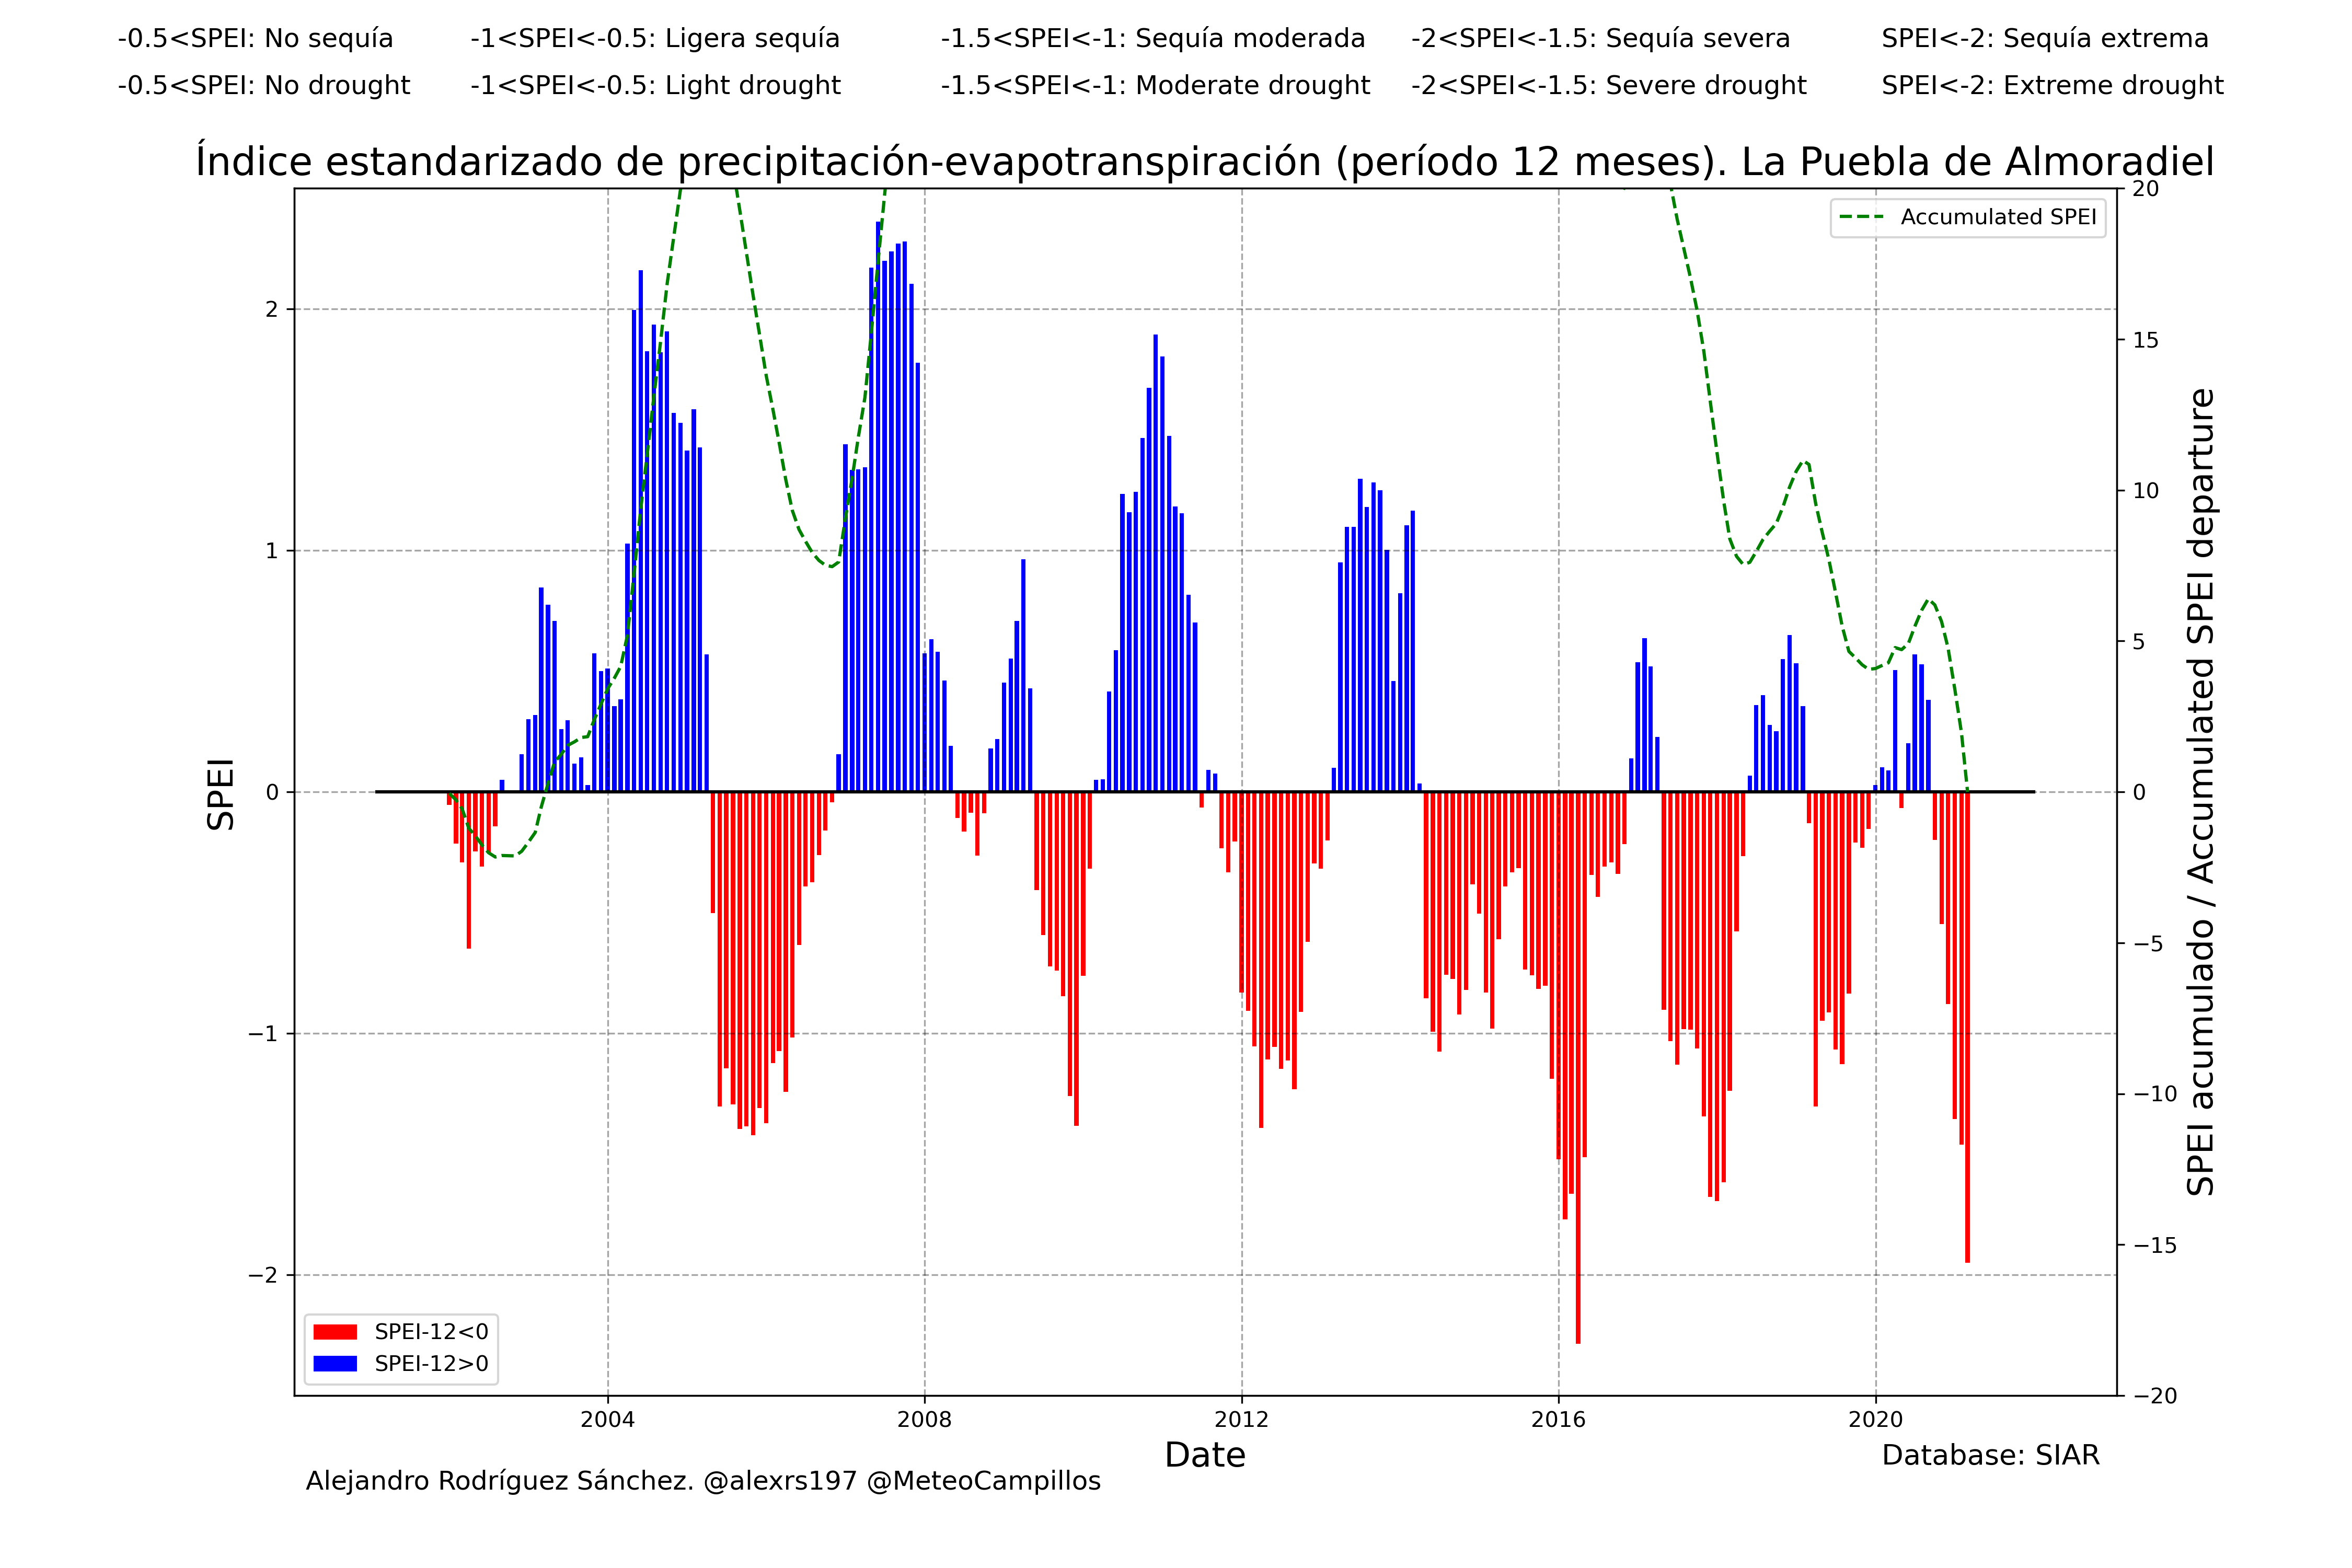 -0.5<SPEI: No sequía -1<SPEI<-0.5: Ligera sequía -1.5<SPEI<-1: Sequía moderada -2<SPEI<-1.5: Sequía severa SPEI<-2: Sequía extrema
-0.5<SPEI: No drought -1<SPEI<-0.5: Light drought -1.5<SPEI<-1: Moderate drought -2<SPEI<-1.5: Severe drought SPEI<-2: Extreme drought
Índice estandarizado de precipitación-evapotranspiración (período 12 meses). La Puebla de Almoradiel
Accumulated SPEI
SPEI
2
1
0
−1
−2
20
15
10
5
0
−5
−10
−15
−20
SPEI acumulado / Accumulated SPEI departure
SPEI-12<0
SPEI-12>0
2004 2008 2012 2016 2020
Date
Database: SIAR
Alejandro Rodríguez Sánchez. @alexrs197 @MeteoCampillos